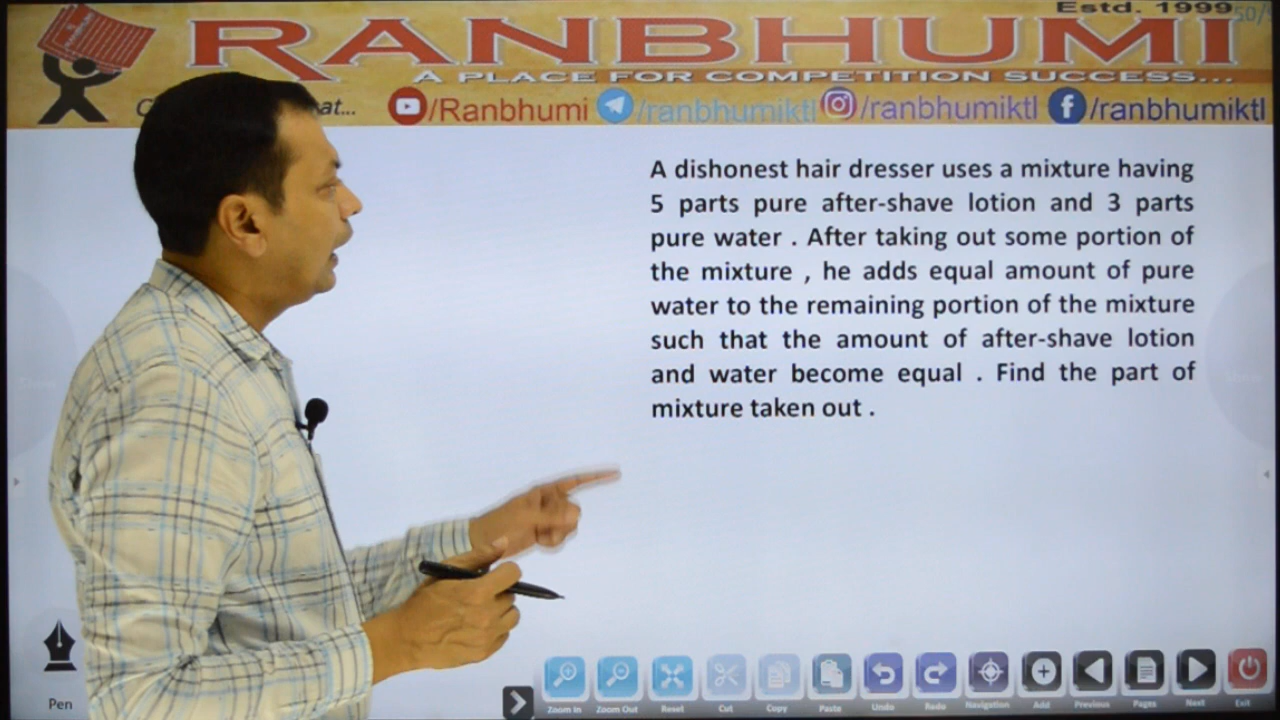 Estd. 1999
50/
RANBHUMI
A PLACE FOR COMPETITION SUCCESS...
at...
/Ranbhumi
/ranbhumiktl
/ranbhumiktl
/ranbhumiktl
A dishonest hair dresser uses a mixture having
5 parts pure after-shave lotion and 3 parts
pure water . After taking out some portion of
the mixture , he adds equal amount of pure
water to the remaining portion of the mixture
such that the amount of after-shave lotion
and water become equal . Find the part of
mixture taken out .
Pen
Zoom In
Zoom Out
Reset
Cut
Copy
Paste
Undo
Redo
Navigation
Add
Previous
Pages
Next
Exit